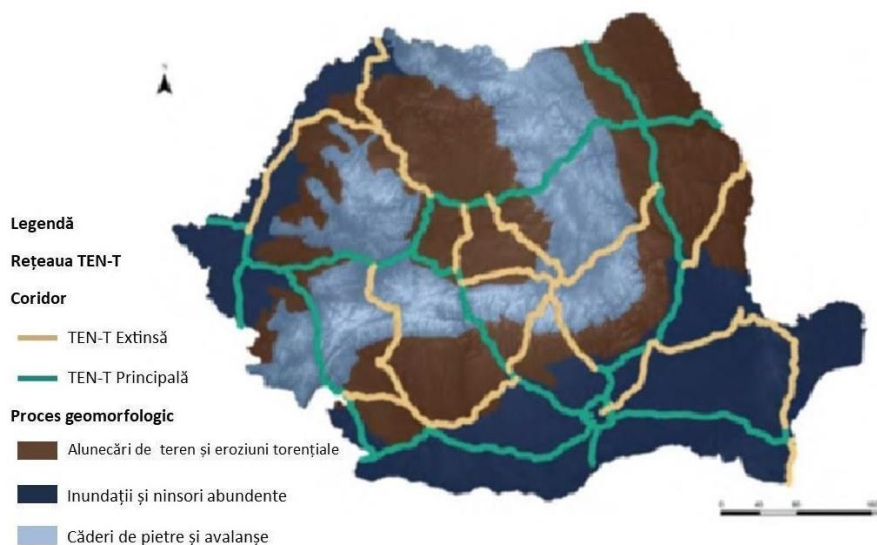 Legendă
Rețeaua TEN-T
Coridor
TEN-T Extinsă
TEN-T Principală
Proces geomorfologic
Alunecări de teren și eroziuni torențiale
Inundații și ninsori abundente
Căderi de pietre și avalanșe